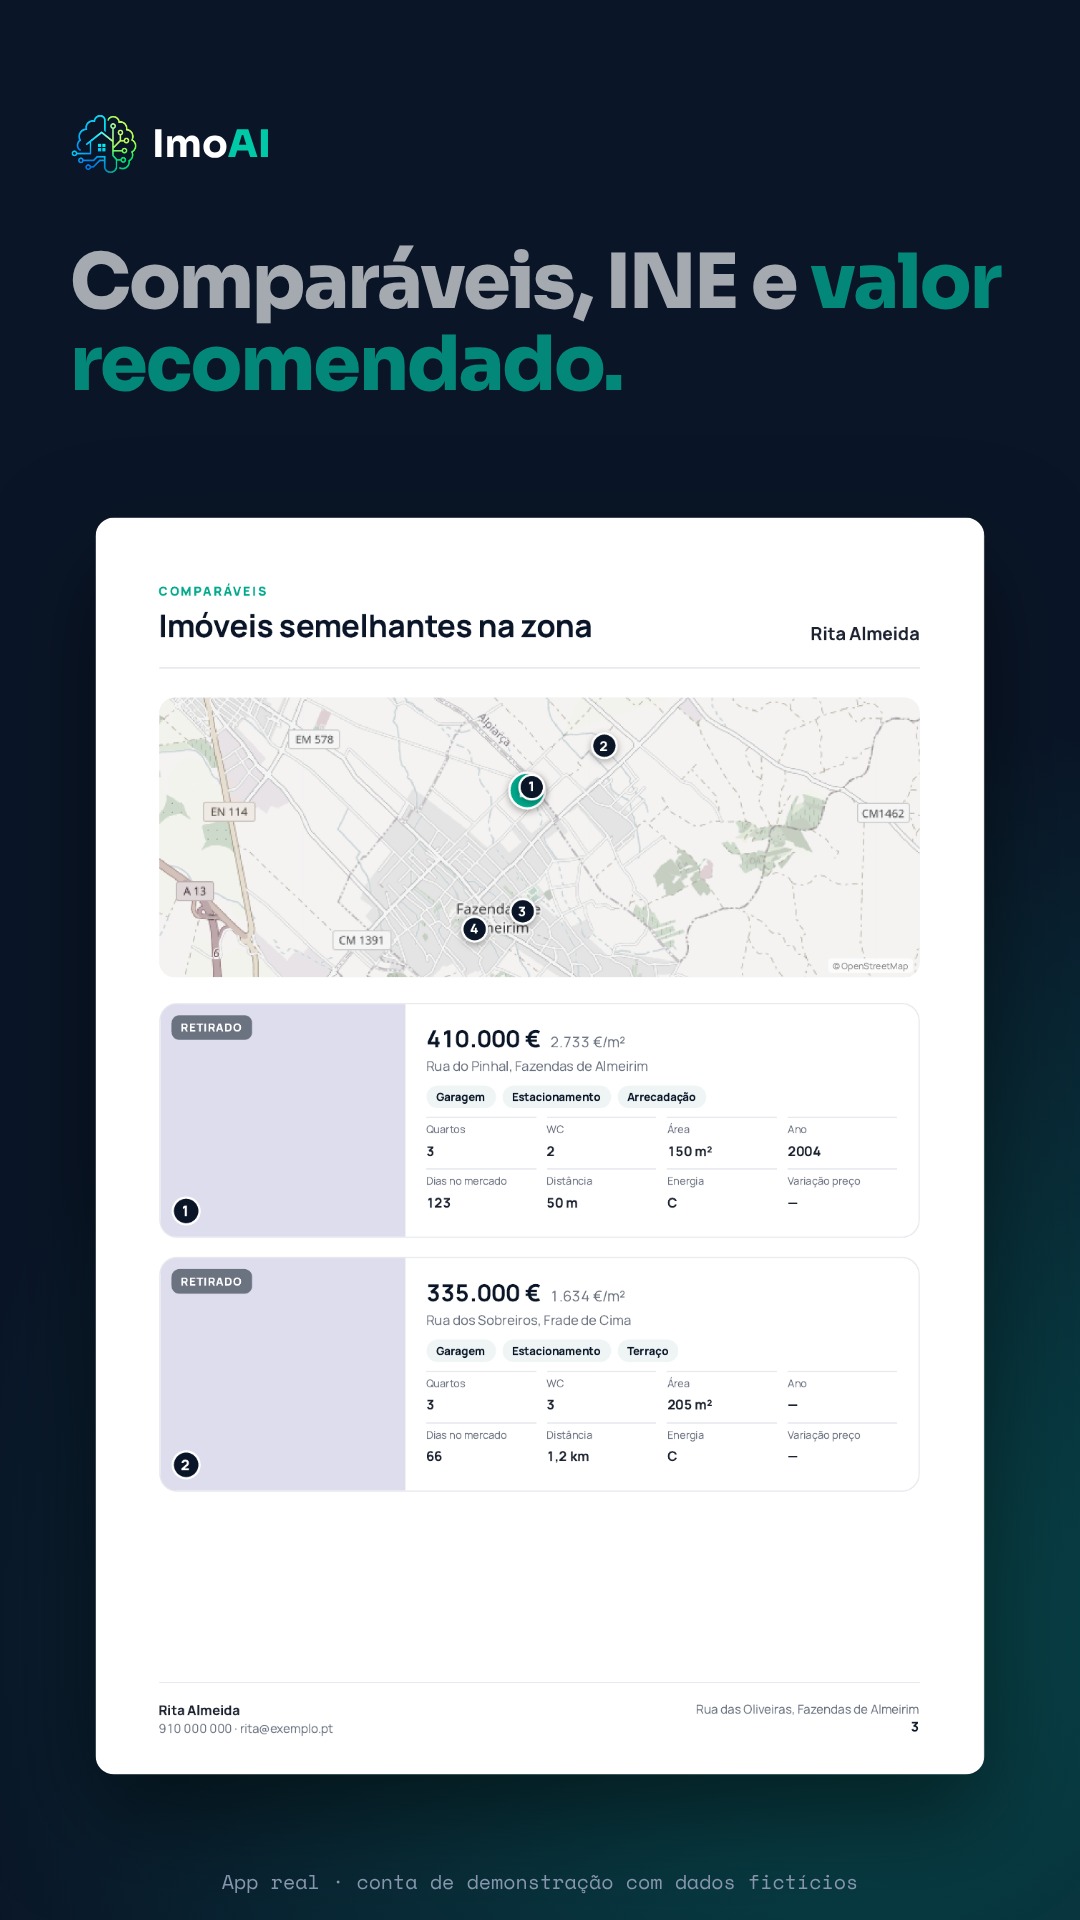 ImoAI
Comparáveis, INE e valor
recomendado.
COMPARÁVEIS
Imóveis semelhantes na zona
Rita Almeida
Alpiarça
EM 578
2
1
EN 114
CM1462
A 13
3
4
CM 1391
6
© OpenStreetMap
RETIRADO
410.000 € 2.733 €/m²
Rua do Pinhal, Fazendas de Almeirim
Garagem Estacionamento Arrecadação
Quartos WC Área Ano
3 2 150 m² 2004
Dias no mercado Distância Energia Variação preço
123 50 m C —
1
RETIRADO
335.000 € 1.634 €/m²
Rua dos Sobreiros, Frade de Cima
Garagem Estacionamento Terraço
Quartos WC Área Ano
3 3 205 m² —
Dias no mercado Distância Energia Variação preço
66 1,2 km C —
2
Rita Almeida
910 000 000 · rita@exemplo.pt
Rua das Oliveiras, Fazendas de Almeirim
3
App real · conta de demonstração com dados fictícios